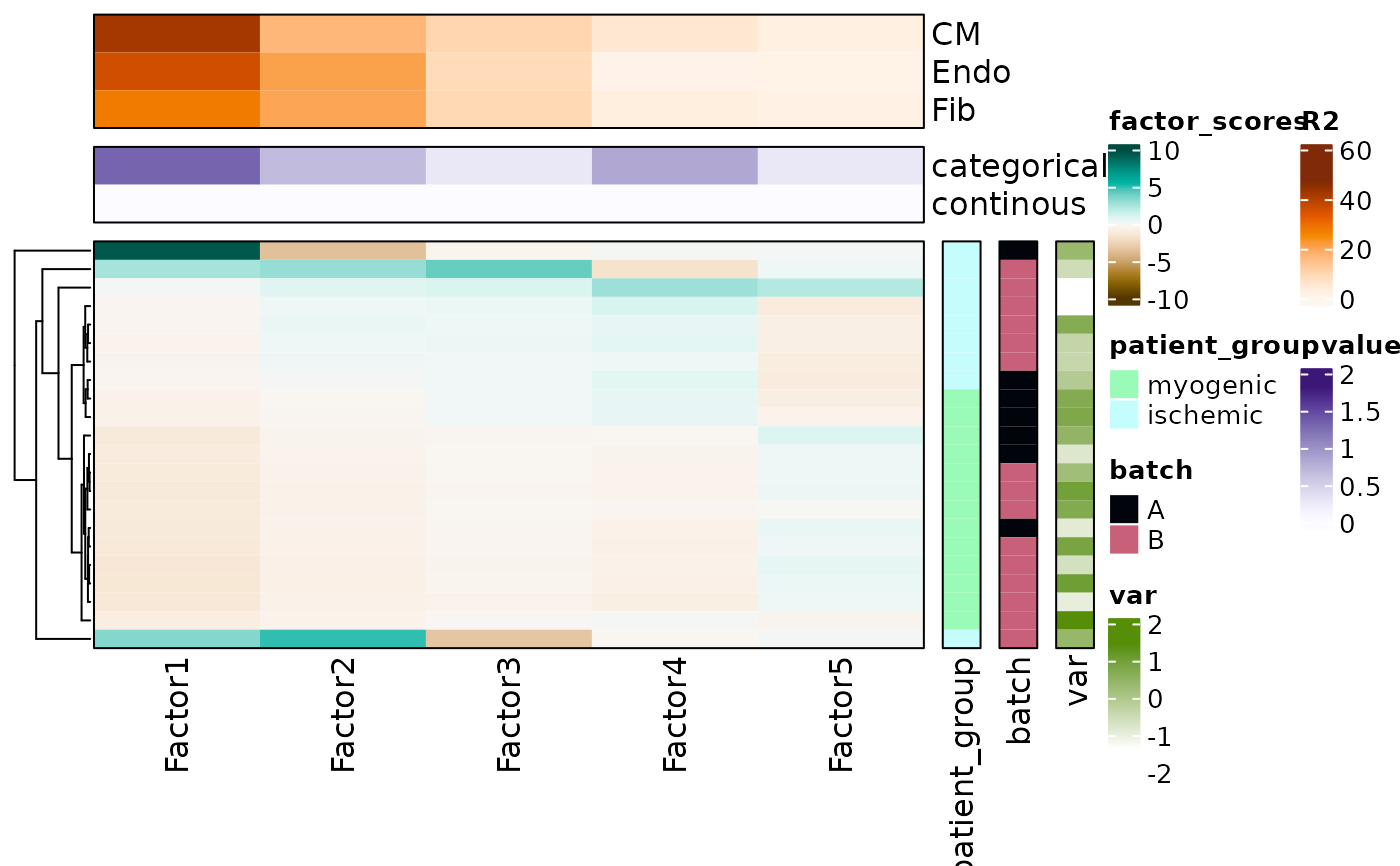 CM
Endo
Fib
categorical
continous
Factor1
Factor2
Factor3
Factor4
Factor5
patient_group
batch
var
factor_scores
10
5
0
-5
-10
R2
60
40
20
0
patient_group
myogenic
ischemic
pvalue
2
1.5
1
0.5
0
batch
A
B
var
2
1
0
-1
-2